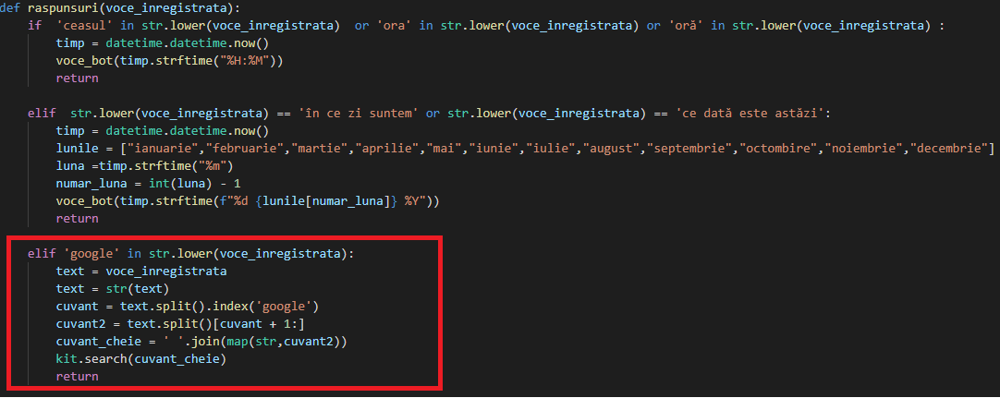 def raspunsuri(voce_inregistrata):
    if  'ceasul' in str.lower(voce_inregistrata)  or 'ora' in str.lower(voce_inregistrata) or 'oră' in str.lower(voce_inregistrata) :
        timp = datetime.datetime.now()
        voce_bot(timp.strftime("%H:%M"))
        return
    elif  str.lower(voce_inregistrata) == 'în ce zi suntem' or str.lower(voce_inregistrata) == 'ce dată este astăzi':
        timp = datetime.datetime.now()
        lunile = ["ianuarie","februarie","martie","aprilie","mai","iunie","iulie","august","septembrie","octombire","noiembrie","decembrie"]
        luna =timp.strftime("%m")
        numar_luna = int(luna) - 1
        voce_bot(timp.strftime(f"%d {lunile[numar_luna]} %Y"))
        return
    elif 'google' in str.lower(voce_inregistrata):
        text = voce_inregistrata
        text = str(text)
        cuvant = text.split().index('google')
        cuvant2 = text.split()[cuvant + 1:]
        cuvant_cheie = ' '.join(map(str,cuvant2))
        kit.search(cuvant_cheie)
        return